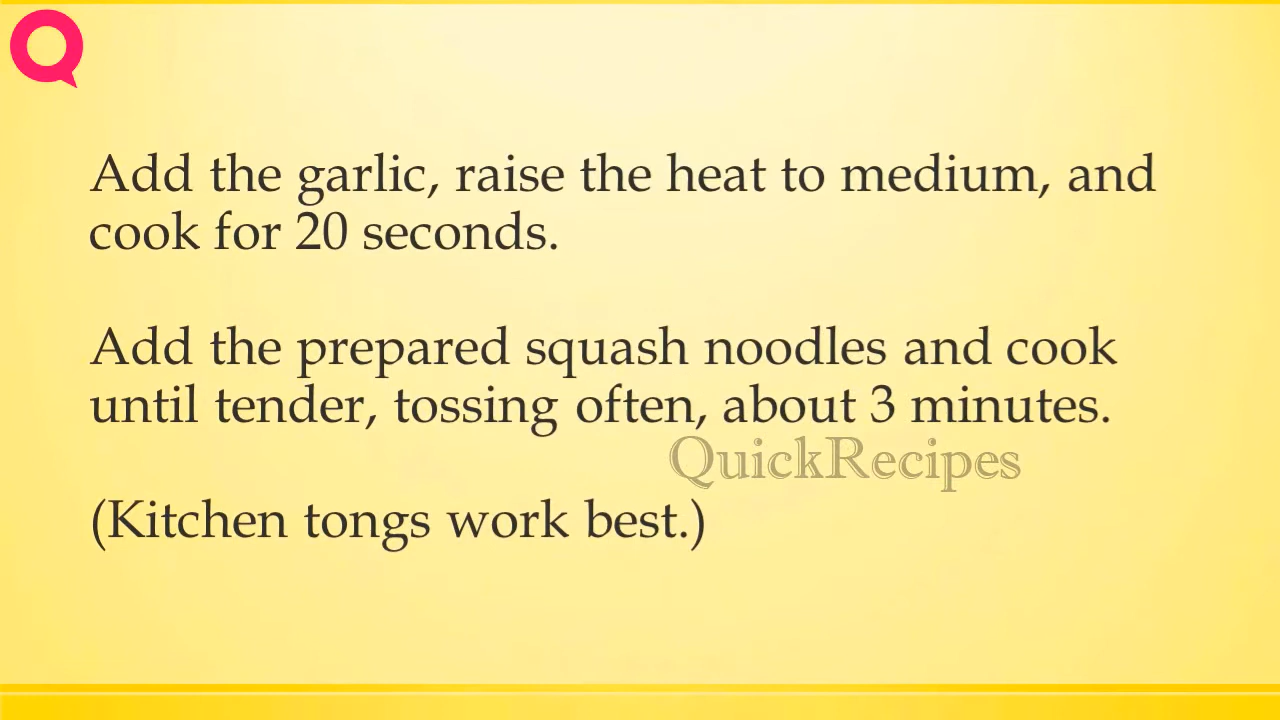 Add the garlic, raise the heat to medium, and
cook for 20 seconds.
Add the prepared squash noodles and cook
until tender, tossing often, about 3 minutes.
QuickRecipes
(Kitchen tongs work best.)